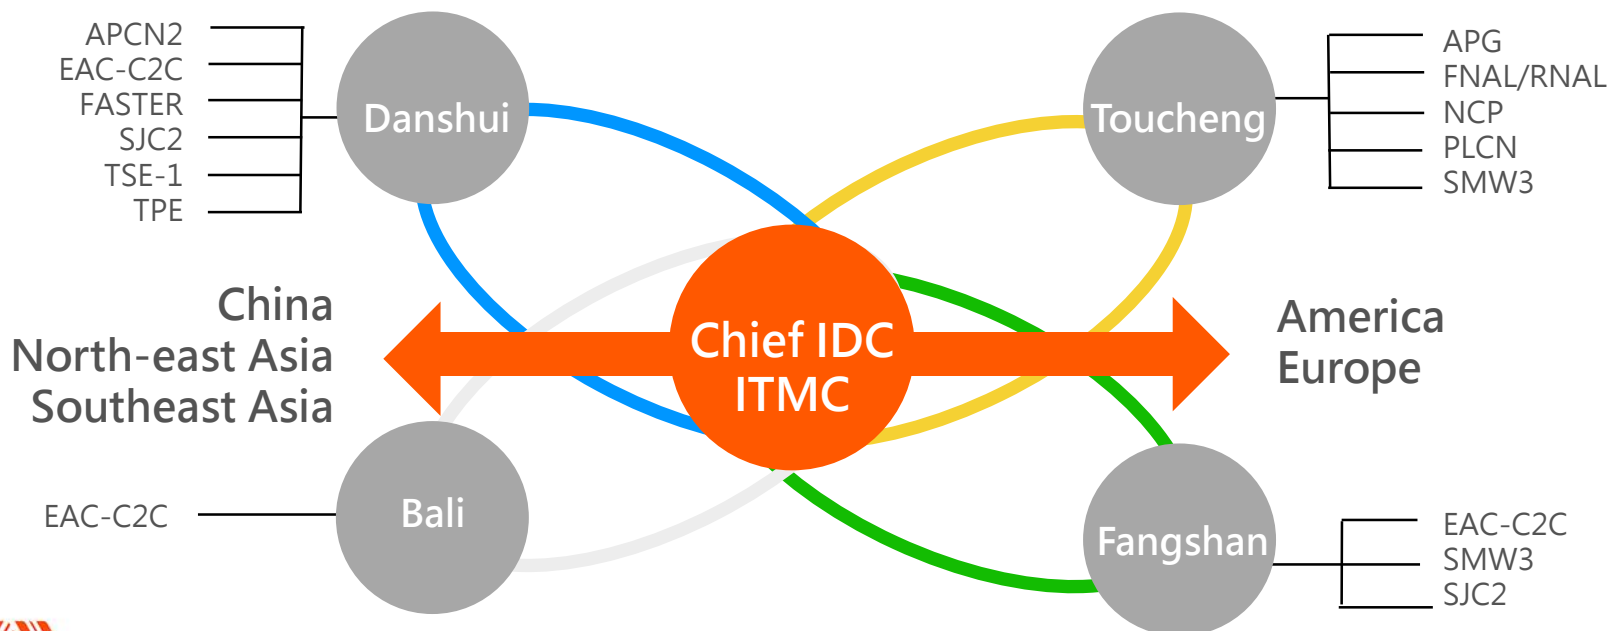 APCN2
EAC-C2C
FASTER
SJC2
TSE-1
TPE
Danshui
Toucheng
APG
FNAL/RNAL
NCP
PLCN
SMW3
China
North-east Asia
Southeast Asia
Chief IDC
ITMC
America
Europe
EAC-C2C
Bali
Fangshan
EAC-C2C
SMW3
SJC2